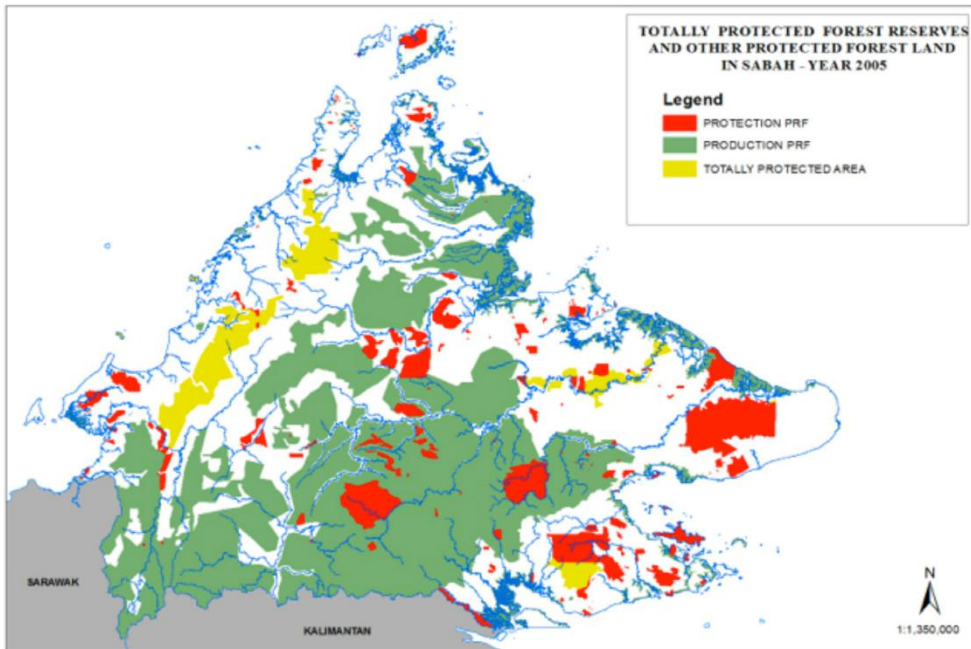 TOTALLY PROTECTED FOREST RESERVES
AND OTHER PROTECTED FOREST LAND
IN SABAH - YEAR 2005
Legend
PROTECTION PRF
PRODUCTION PRF
TOTALLY PROTECTED AREA
SARAWAK
KALIMANTAN
N
1:1,350,000